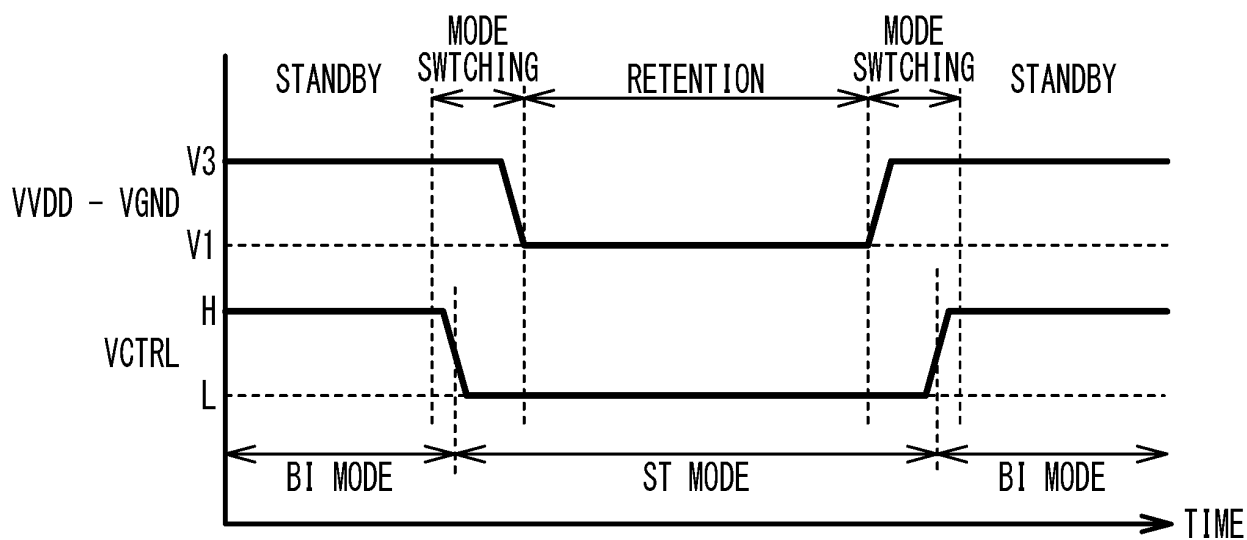 MODE MODE
SWTCHING SWTCHING
STANDBY RETENTION STANDBY
V3
VVDD - VGND
V1
H
VCTRL
L
BI MODE ST MODE BI MODE
TIME